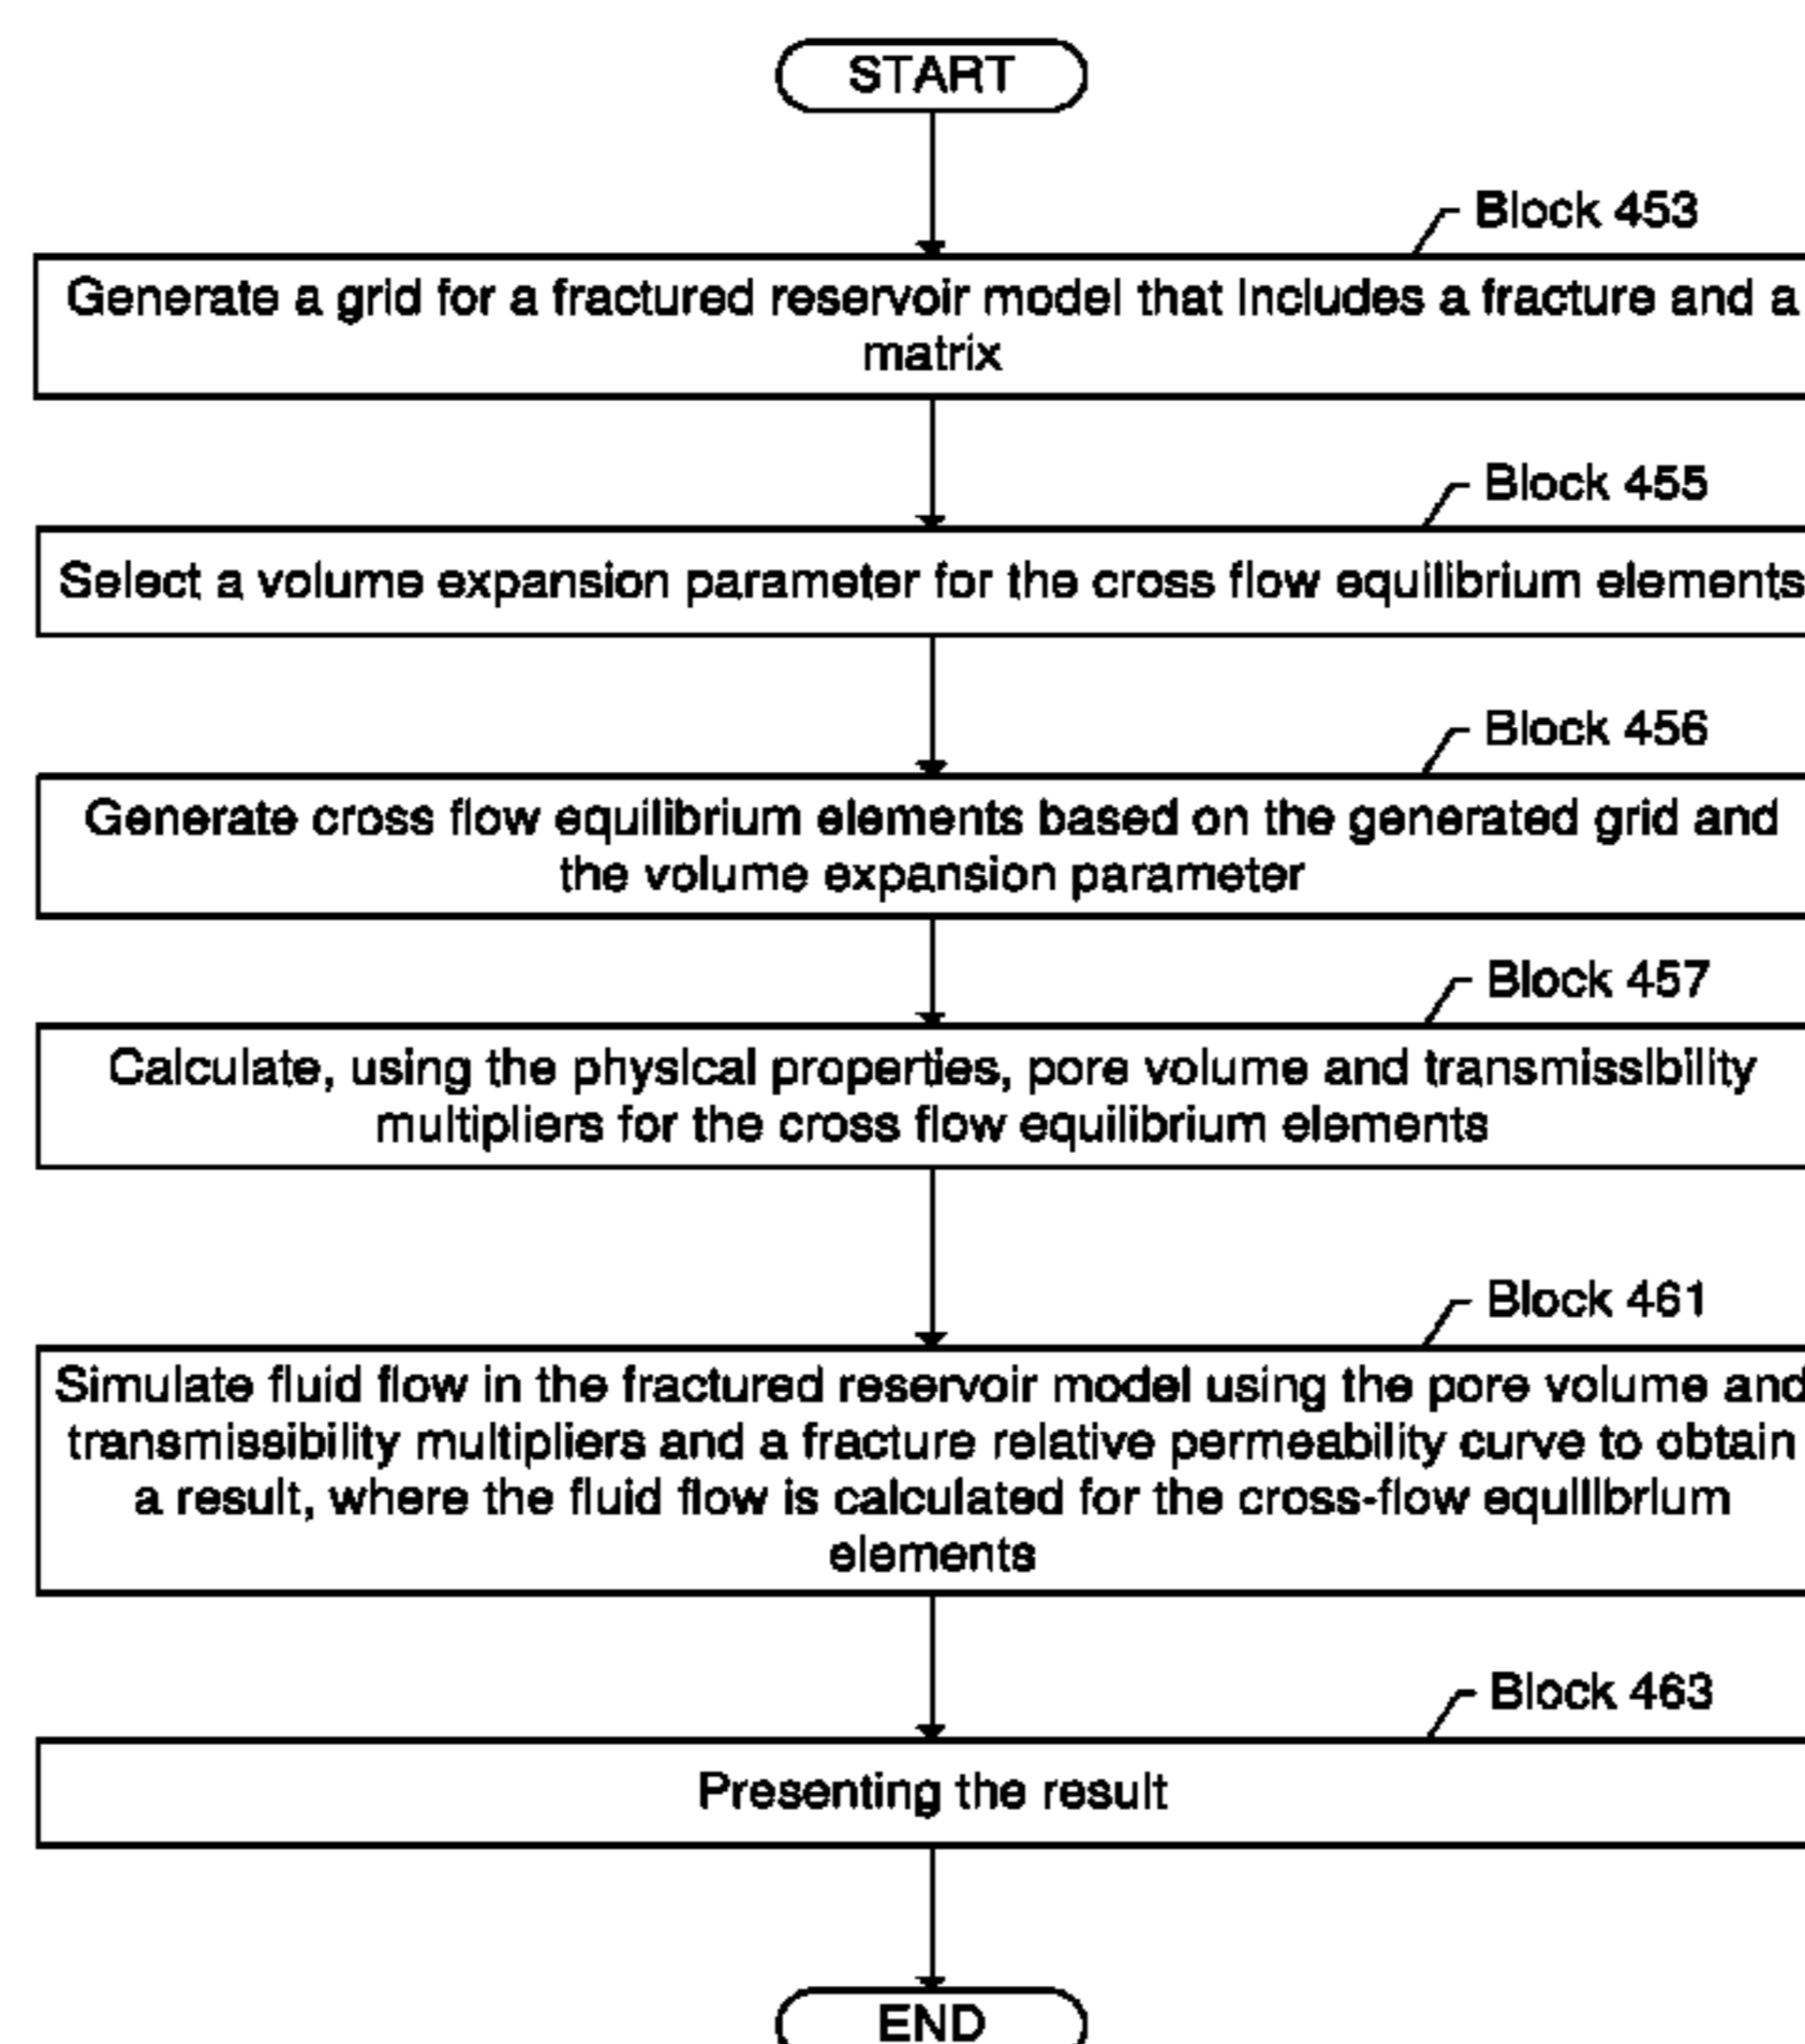 START
Block 453
Generate a grid for a fractured reservoir model that includes a fracture and a
matrix
Block 455
Select a volume expansion parameter for the cross flow equilibrium elements
Block 456
Generate cross flow equilibrium elements based on the generated grid and
the volume expansion parameter
Block 457
Calculate, using the physical properties, pore volume and transmissibility
multipliers for the cross flow equilibrium elements
Block 461
Simulate fluid flow in the fractured reservoir model using the pore volume and
transmissibility multipliers and a fracture relative permeability curve to obtain
a result, where the fluid flow is calculated for the cross-flow equilibrium
elements
Block 463
Presenting the result
END